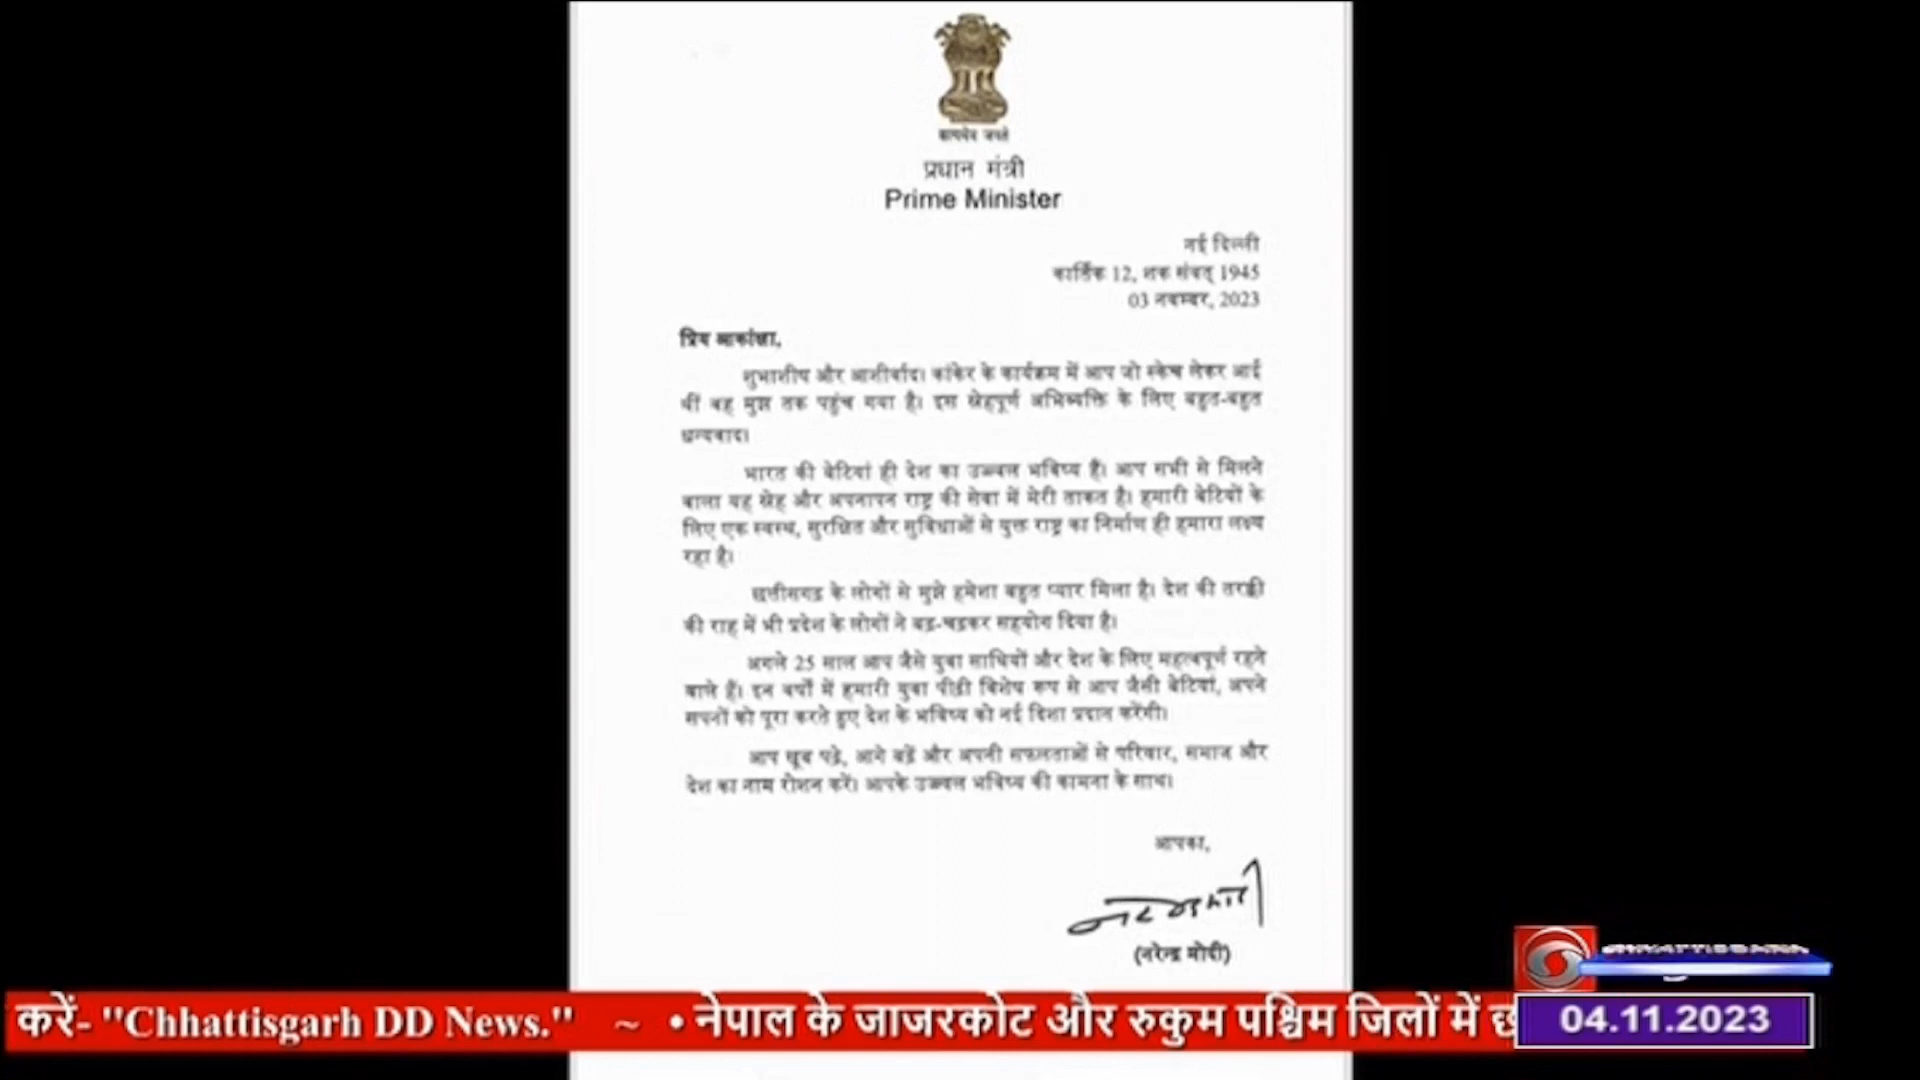 सत्यमेव जयते
प्रधान मंत्री
Prime Minister
नई दिल्ली
कार्तिक 12, शक संवत् 1945
03 नवम्बर, 2023
प्रिय आकांक्षा,
शुभाशीष और आशीर्वाद। कांकेर के कार्यक्रम में आप जो स्केच लेकर आई
थीं वह मुझ तक पहुंच गया है। इस स्नेहपूर्ण अभिव्यक्ति के लिए बहुत-बहुत
धन्यवाद।
भारत की बेटियां ही देश का उज्ज्वल भविष्य हैं। आप सभी से मिलने
वाला यह स्नेह और अपनापन राष्ट्र की सेवा में मेरी ताकत है। हमारी बेटियों के
लिए एक स्वस्थ, सुरक्षित और सुविधाओं से युक्त राष्ट्र का निर्माण ही हमारा लक्ष्य
रहा है।
छत्तीसगढ़ के लोगों से मुझे हमेशा बहुत प्यार मिला है। देश की तरक्की
की राह में भी प्रदेश के लोगों ने बढ़-चढ़कर सहयोग दिया है।
अगले 25 साल आप जैसे युवा साथियों और देश के लिए महत्वपूर्ण रहने
वाले हैं। इन वर्षों में हमारी युवा पीढ़ी विशेष रूप से आप जैसी बेटियां, अपने
सपनों को पूरा करते हुए देश के भविष्य को नई दिशा प्रदान करेंगी।
आप खूब पढ़ें, आगे बढ़ें और अपनी सफलताओं से परिवार, समाज और
देश का नाम रोशन करें। आपके उज्ज्वल भविष्य की कामना के साथ।
आपका,
(नरेन्द्र मोदी)
करें- "Chhattisgarh DD News." ~ • नेपाल के जाजरकोट और रुकुम पश्चिम जिलों में
04.11.2023